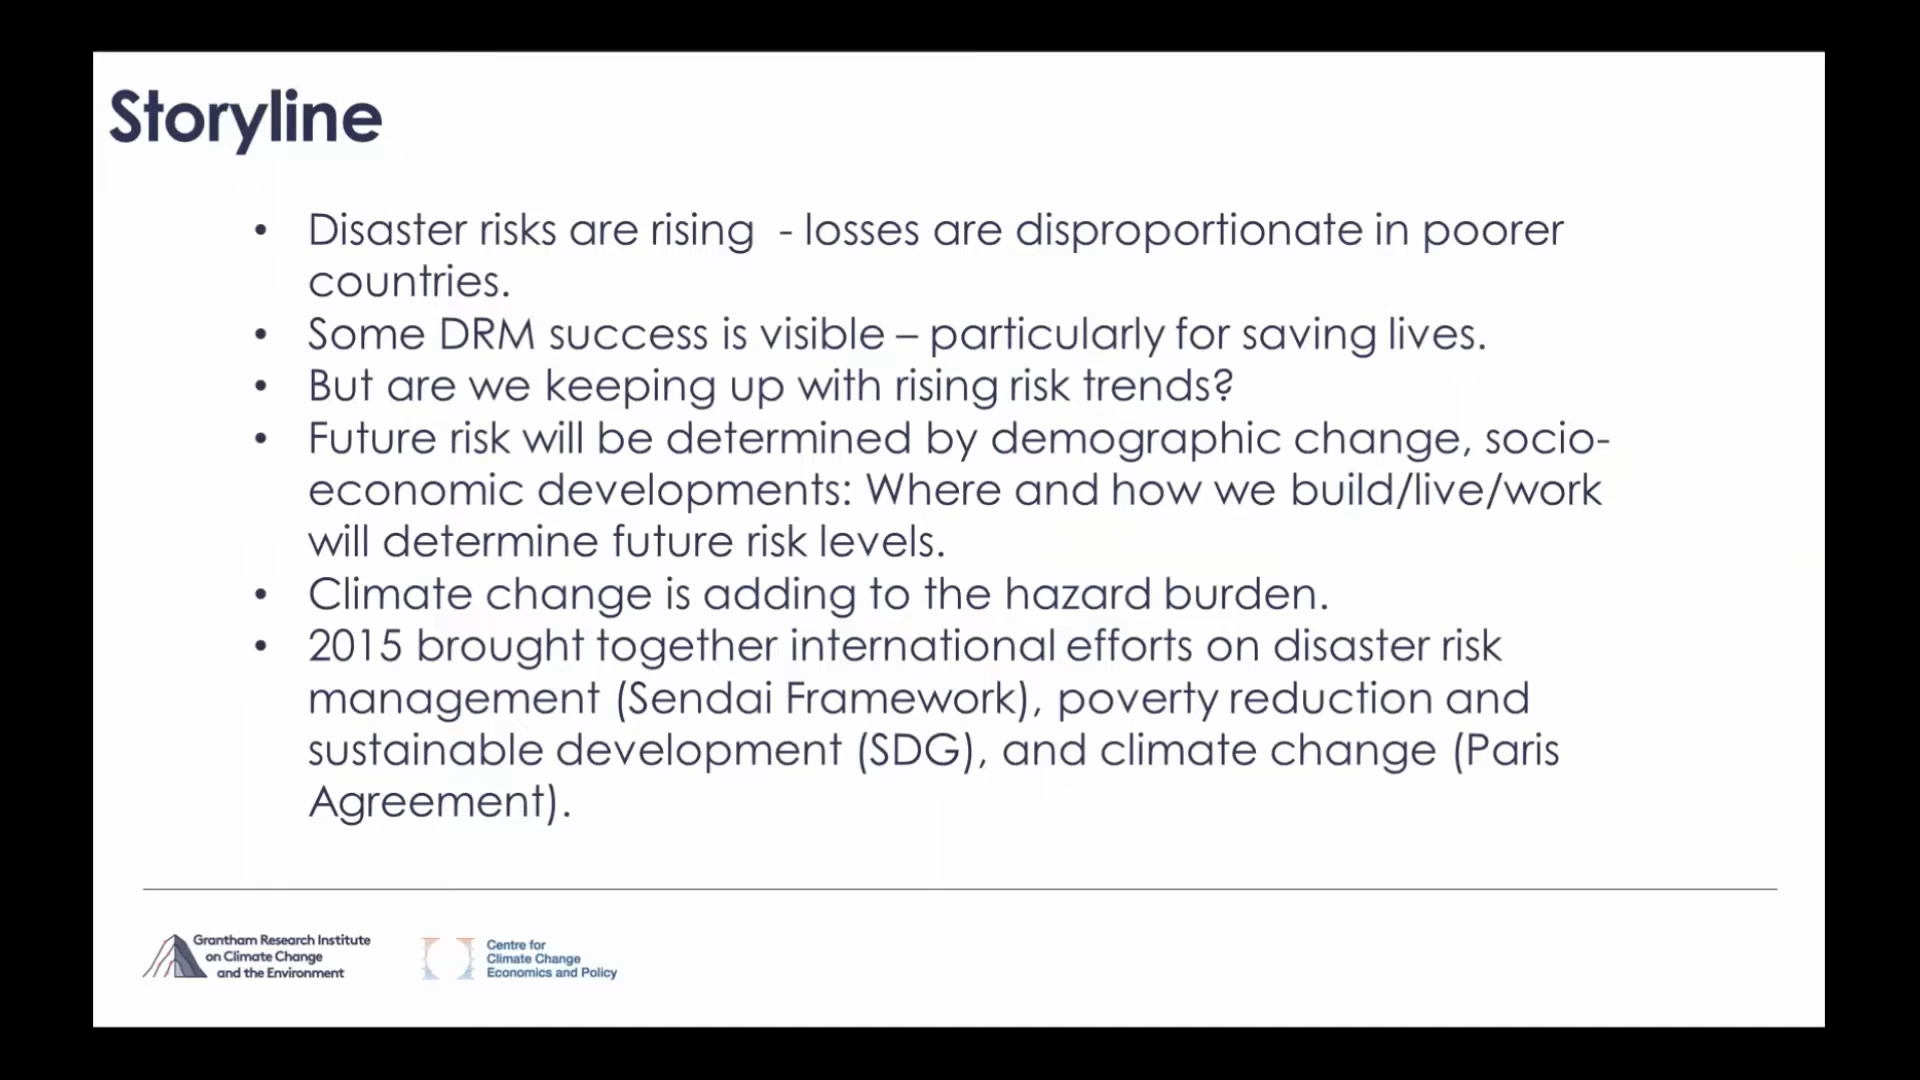 Storyline
• Disaster risks are rising  - losses are disproportionate in poorer
countries.
• Some DRM success is visible – particularly for saving lives.
• But are we keeping up with rising risk trends?
• Future risk will be determined by demographic change, socio-
economic developments: Where and how we build/live/work
will determine future risk levels.
• Climate change is adding to the hazard burden.
• 2015 brought together international efforts on disaster risk
management (Sendai Framework), poverty reduction and
sustainable development (SDG), and climate change (Paris
Agreement).
Grantham Research Institute
on Climate Change
and the Environment
Centre for
Climate Change
Economics and Policy